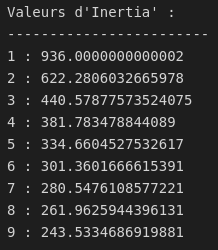 Valeurs d'Inertia' :
------------------------
1 : 936.0000000000002
2 : 622.2806032665978
3 : 440.57877573524075
4 : 381.783478844089
5 : 334.6604527532617
6 : 301.3601666615391
7 : 280.5476108577221
8 : 261.9625944396131
9 : 243.5334686919881